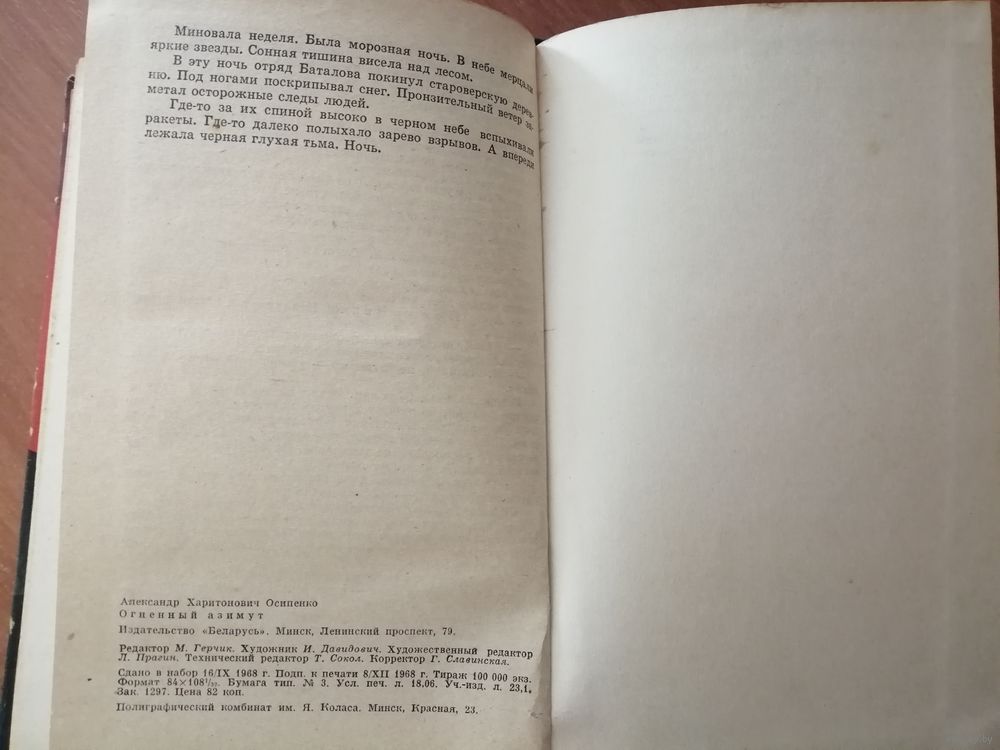 Миновала неделя. Была морозная ночь. В небе мерцали
яркие звезды. Сонная тишина висела над лесом.
В эту ночь отряд Баталова покинул староверскую дерев-
ню. Под ногами поскрипывал снег. Пронзительный ветер за-
метал осторожные следы людей.
Где-то за их спиной высоко в черном небе вспыхивали
ракеты. Где-то далеко полыхало зарево взрывов. А впереди
лежала черная глухая тьма. Ночь.
Александр Харитонович Осипенко
Огненный азимут
Издательство «Беларусь». Минск, Ленинский проспект, 79.
Редактор М. Герчик. Художник И. Давидович. Художественный редактор
Л. Прагин. Технический редактор Т. Сокол. Корректор Г. Славинская.
Сдано в набор 16/IX 1968 г. Подп. к печати 8/XII 1968 г. Тираж 100 000 экз.
Формат 84×108¹/₃₂. Бумага тип. № 3. Усл. печ. л. 18,06. Уч.-изд. л. 23,1.
Зак. 1297. Цена 82 коп.
Полиграфический комбинат им. Я. Коласа. Минск, Красная, 23.